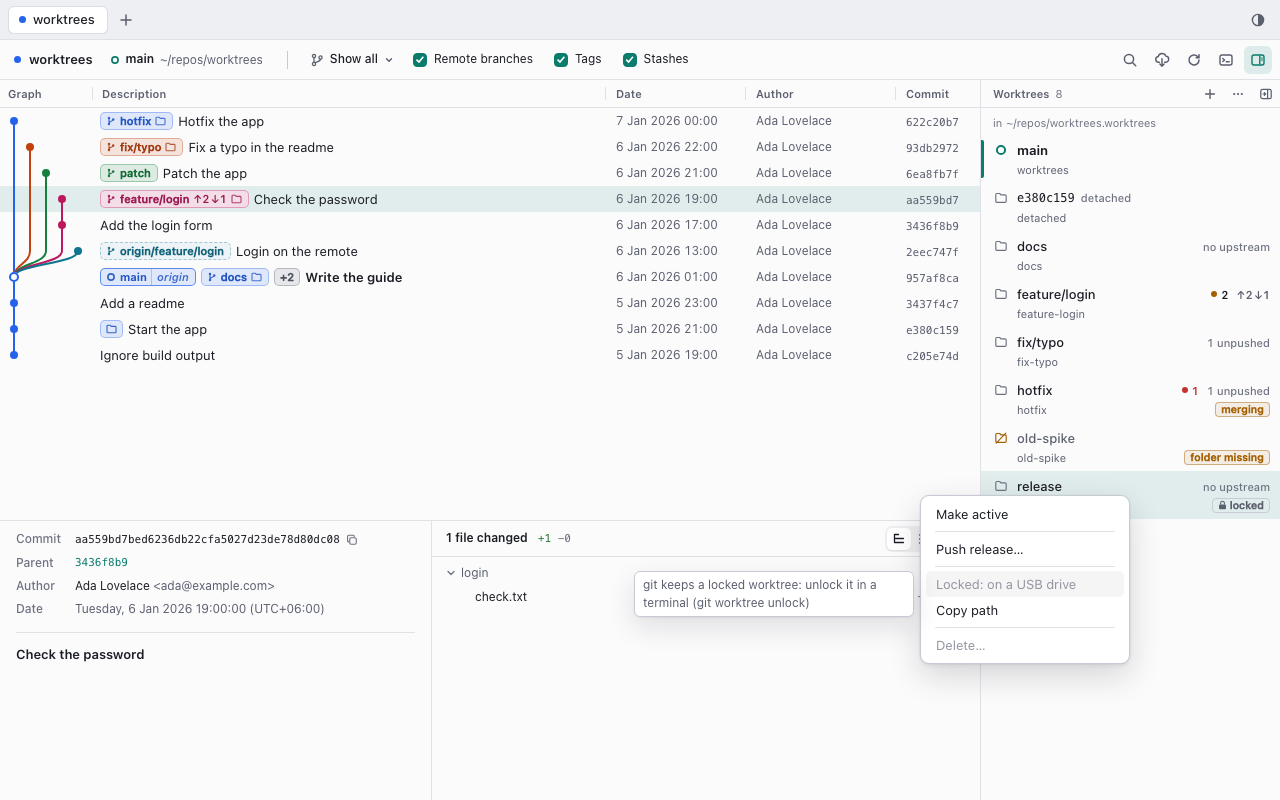 worktrees
worktrees main ~/repos/worktrees Show all Remote branches Tags Stashes
Graph Description Date Author Commit
hotfix Hotfix the app 7 Jan 2026 00:00 Ada Lovelace 622c20b7
fix/typo Fix a typo in the readme 6 Jan 2026 22:00 Ada Lovelace 93db2972
patch Patch the app 6 Jan 2026 21:00 Ada Lovelace 6ea8fb7f
feature/login ↑2↓1 Check the password 6 Jan 2026 19:00 Ada Lovelace aa559bd7
Add the login form 6 Jan 2026 17:00 Ada Lovelace 3436f8b9
origin/feature/login Login on the remote 6 Jan 2026 13:00 Ada Lovelace 2eec747f
main origin docs +2 Write the guide 6 Jan 2026 01:00 Ada Lovelace 957af8ca
Add a readme 5 Jan 2026 23:00 Ada Lovelace 3437f4c7
Start the app 5 Jan 2026 21:00 Ada Lovelace e380c159
Ignore build output 5 Jan 2026 19:00 Ada Lovelace c205e74d
Worktrees 8
in ~/repos/worktrees.worktrees
main
worktrees
e380c159 detached
detached
docs no upstream
docs
feature/login 2 ↑2↓1
feature-login
fix/typo 1 unpushed
fix-typo
hotfix 1 1 unpushed
hotfix merging
old-spike
old-spike folder missing
release no upstream
locked
Make active
Push release...
Locked: on a USB drive
Copy path
Delete...
Commit aa559bd7bed6236db22cfa5027d23de78d80dc08
Parent 3436f8b9
Author Ada Lovelace <ada@example.com>
Date Tuesday, 6 Jan 2026 19:00:00 (UTC+06:00)
Check the password
1 file changed +1 −0
login
check.txt
git keeps a locked worktree: unlock it in a
terminal (git worktree unlock)